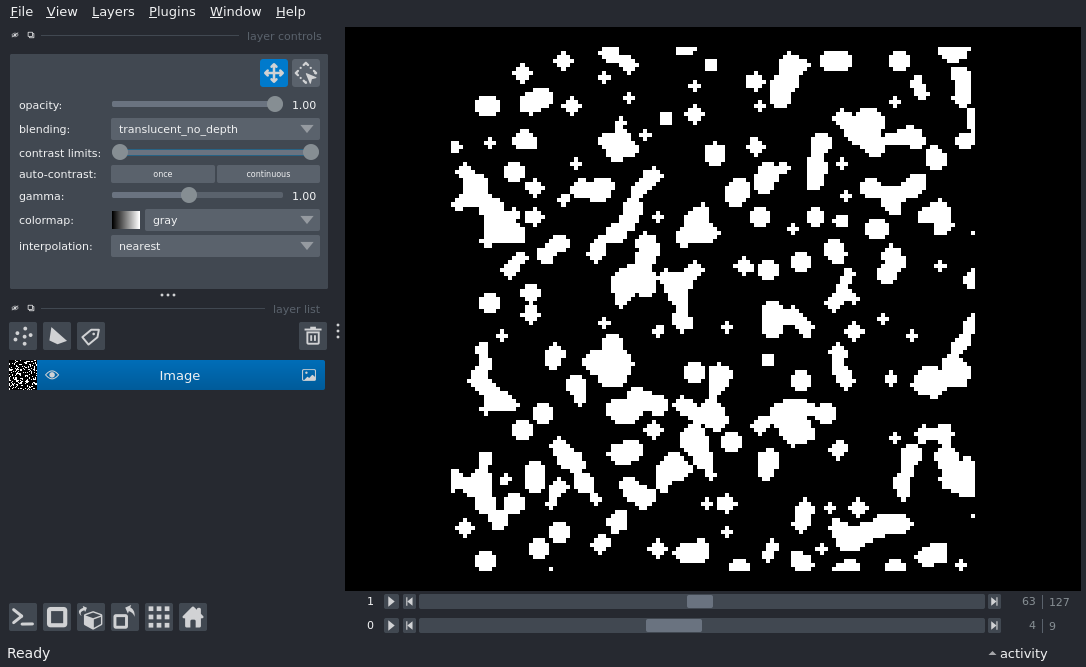 File View Layers Plugins Window Help
layer controls
opacity: 1.00
blending: translucent_no_depth
contrast limits:
auto-contrast: once continuous
gamma: 1.00
colormap: gray
interpolation: nearest
layer list
Image
1 63 127
0 4 9
Ready activity